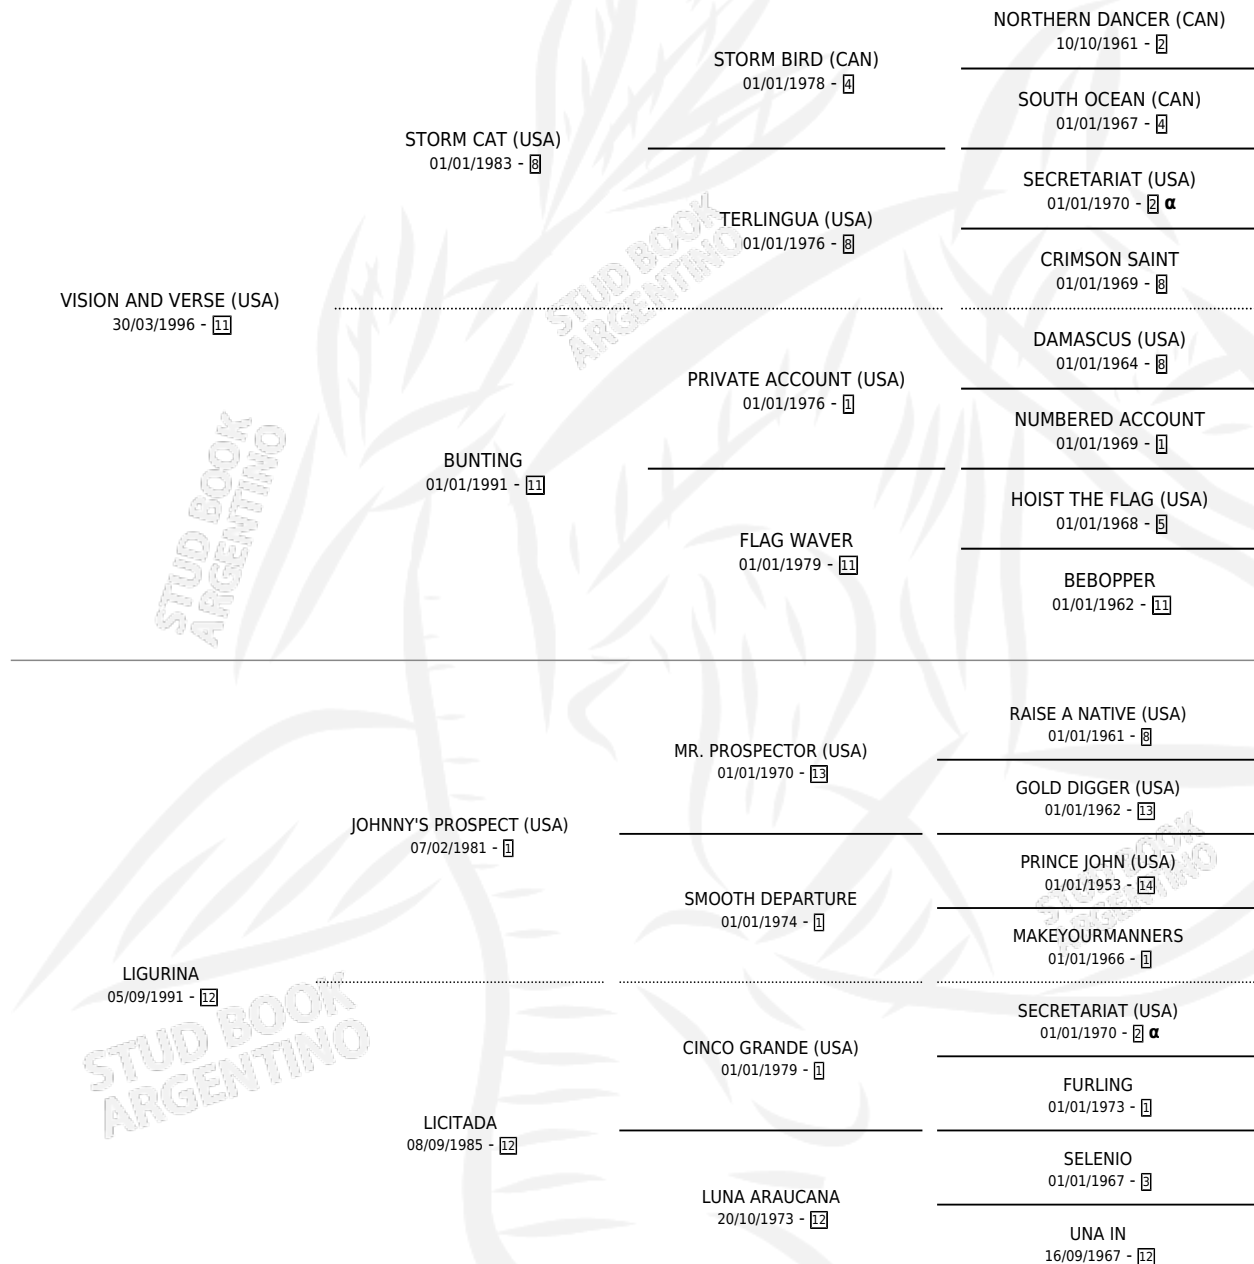 NORTHERN DANCER (CAN)
10/10/1961 - 2
STORM BIRD (CAN)
01/01/1978 - 4
SOUTH OCEAN (CAN)
01/01/1967 - 4
STORM CAT (USA)
01/01/1983 - 8
SECRETARIAT (USA)
01/01/1970 - 2 α
TERLINGUA (USA)
01/01/1976 - 8
CRIMSON SAINT
01/01/1969 - 8
VISION AND VERSE (USA)
30/03/1996 - 11
DAMASCUS (USA)
01/01/1964 - 8
PRIVATE ACCOUNT (USA)
01/01/1976 - 1
NUMBERED ACCOUNT
01/01/1969 - 1
BUNTING
01/01/1991 - 11
HOIST THE FLAG (USA)
01/01/1968 - 5
FLAG WAVER
01/01/1979 - 11
BEBOPPER
01/01/1962 - 11
RAISE A NATIVE (USA)
01/01/1961 - 8
MR. PROSPECTOR (USA)
01/01/1970 - 13
GOLD DIGGER (USA)
01/01/1962 - 13
JOHNNY'S PROSPECT (USA)
07/02/1981 - 1
PRINCE JOHN (USA)
01/01/1953 - 14
SMOOTH DEPARTURE
01/01/1974 - 1
MAKEYOURMANNERS
01/01/1966 - 1
LIGURINA
05/09/1991 - 12
SECRETARIAT (USA)
01/01/1970 - 2 α
CINCO GRANDE (USA)
01/01/1979 - 1
FURLING
01/01/1973 - 1
LICITADA
08/09/1985 - 12
SELENIO
01/01/1967 - 3
LUNA ARAUCANA
20/10/1973 - 12
UNA IN
16/09/1967 - 12
STUD BOOK
ARGENTINO
STUD BOOK
ARGENTINO
STUD BOOK
ARGENTINO
STUD BOOK
ARGENTINO